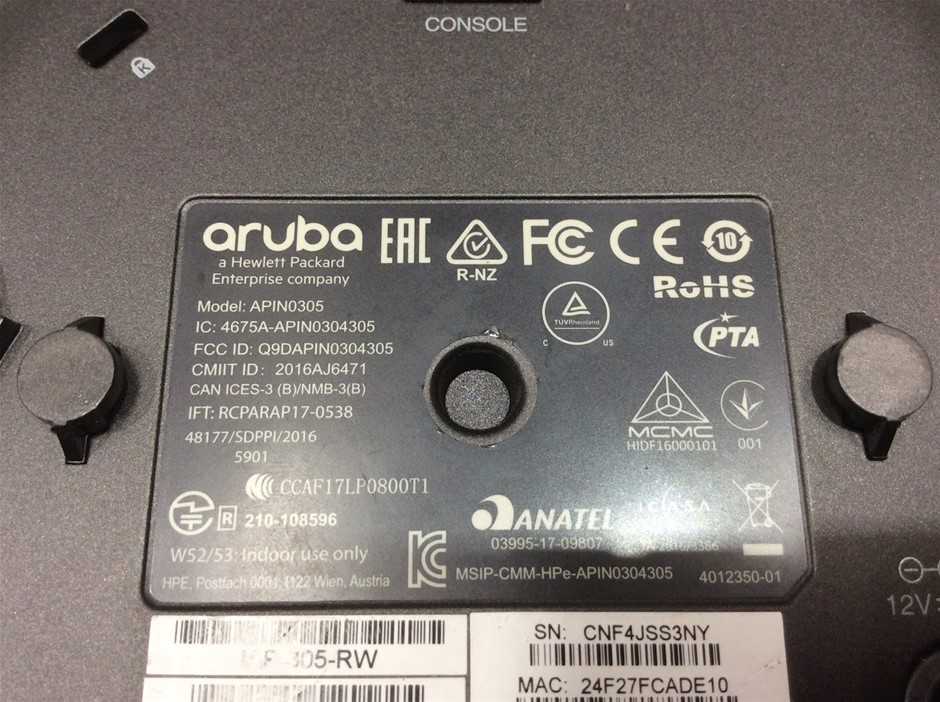 CONSOLE
K
aruba
a Hewlett Packard
Enterprise company
EAC
R-NZ
FC CE 10
RoHS
Model: APIN0305
IC: 4675A-APIN0304305
FCC ID: Q9DAPIN0304305
CMIIT ID: 2016AJ6471
CAN ICES-3 (B)/NMB-3(B)
IFT: RCPARAP17-0538
48177/SDPPI/2016
5901
TÜVRheinland
C US
PTA
MCMC
HIDF16000101
001
CCAF17LP0800T1
R 210-108596
ANATEL
03995-17-09807
ICASA
W52/53: Indoor use only
HPE, Postfach 0001, 1122 Wien, Austria
KC
MSIP-CMM-HPe-APIN0304305
4012350-01
12V
305-RW
SN: CNF4JSS3NY
MAC: 24F27FCADE10